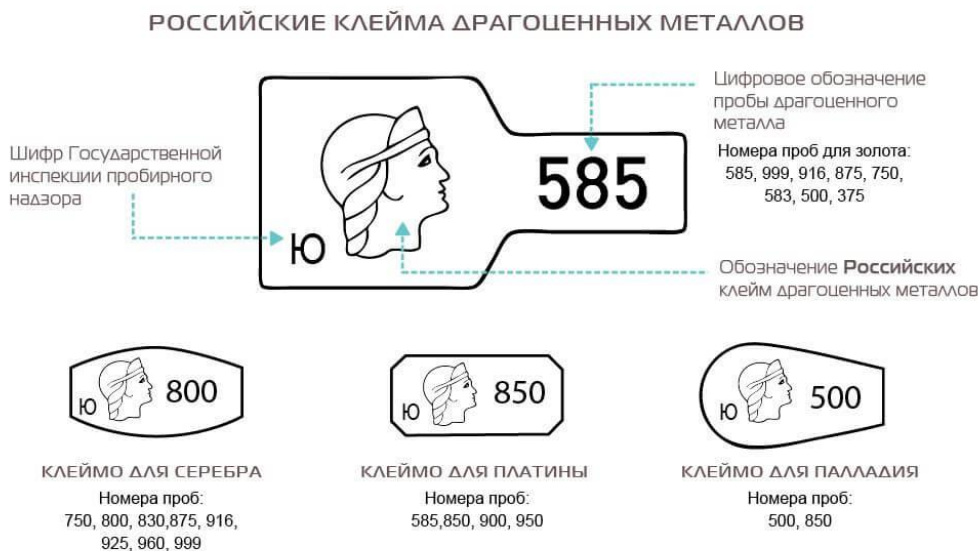 РОССИЙСКИЕ КЛЕЙМА ДРАГОЦЕННЫХ МЕТАЛЛОВ
Шифр Государственной
инспекции пробирного
надзора
Ю
585
Цифровое обозначение
пробы драгоценного
металла
Номера проб для золота:
585, 999, 916, 875, 750,
583, 500, 375
Обозначение Российских
клейм драгоценных металлов
Ю 800
КЛЕЙМО ДЛЯ СЕРЕБРА
Номера проб:
750, 800, 830,875, 916,
925, 960, 999
Ю 850
КЛЕЙМО ДЛЯ ПЛАТИНЫ
Номера проб:
585,850, 900, 950
Ю 500
КЛЕЙМО ДЛЯ ПАЛЛАДИЯ
Номера проб:
500, 850